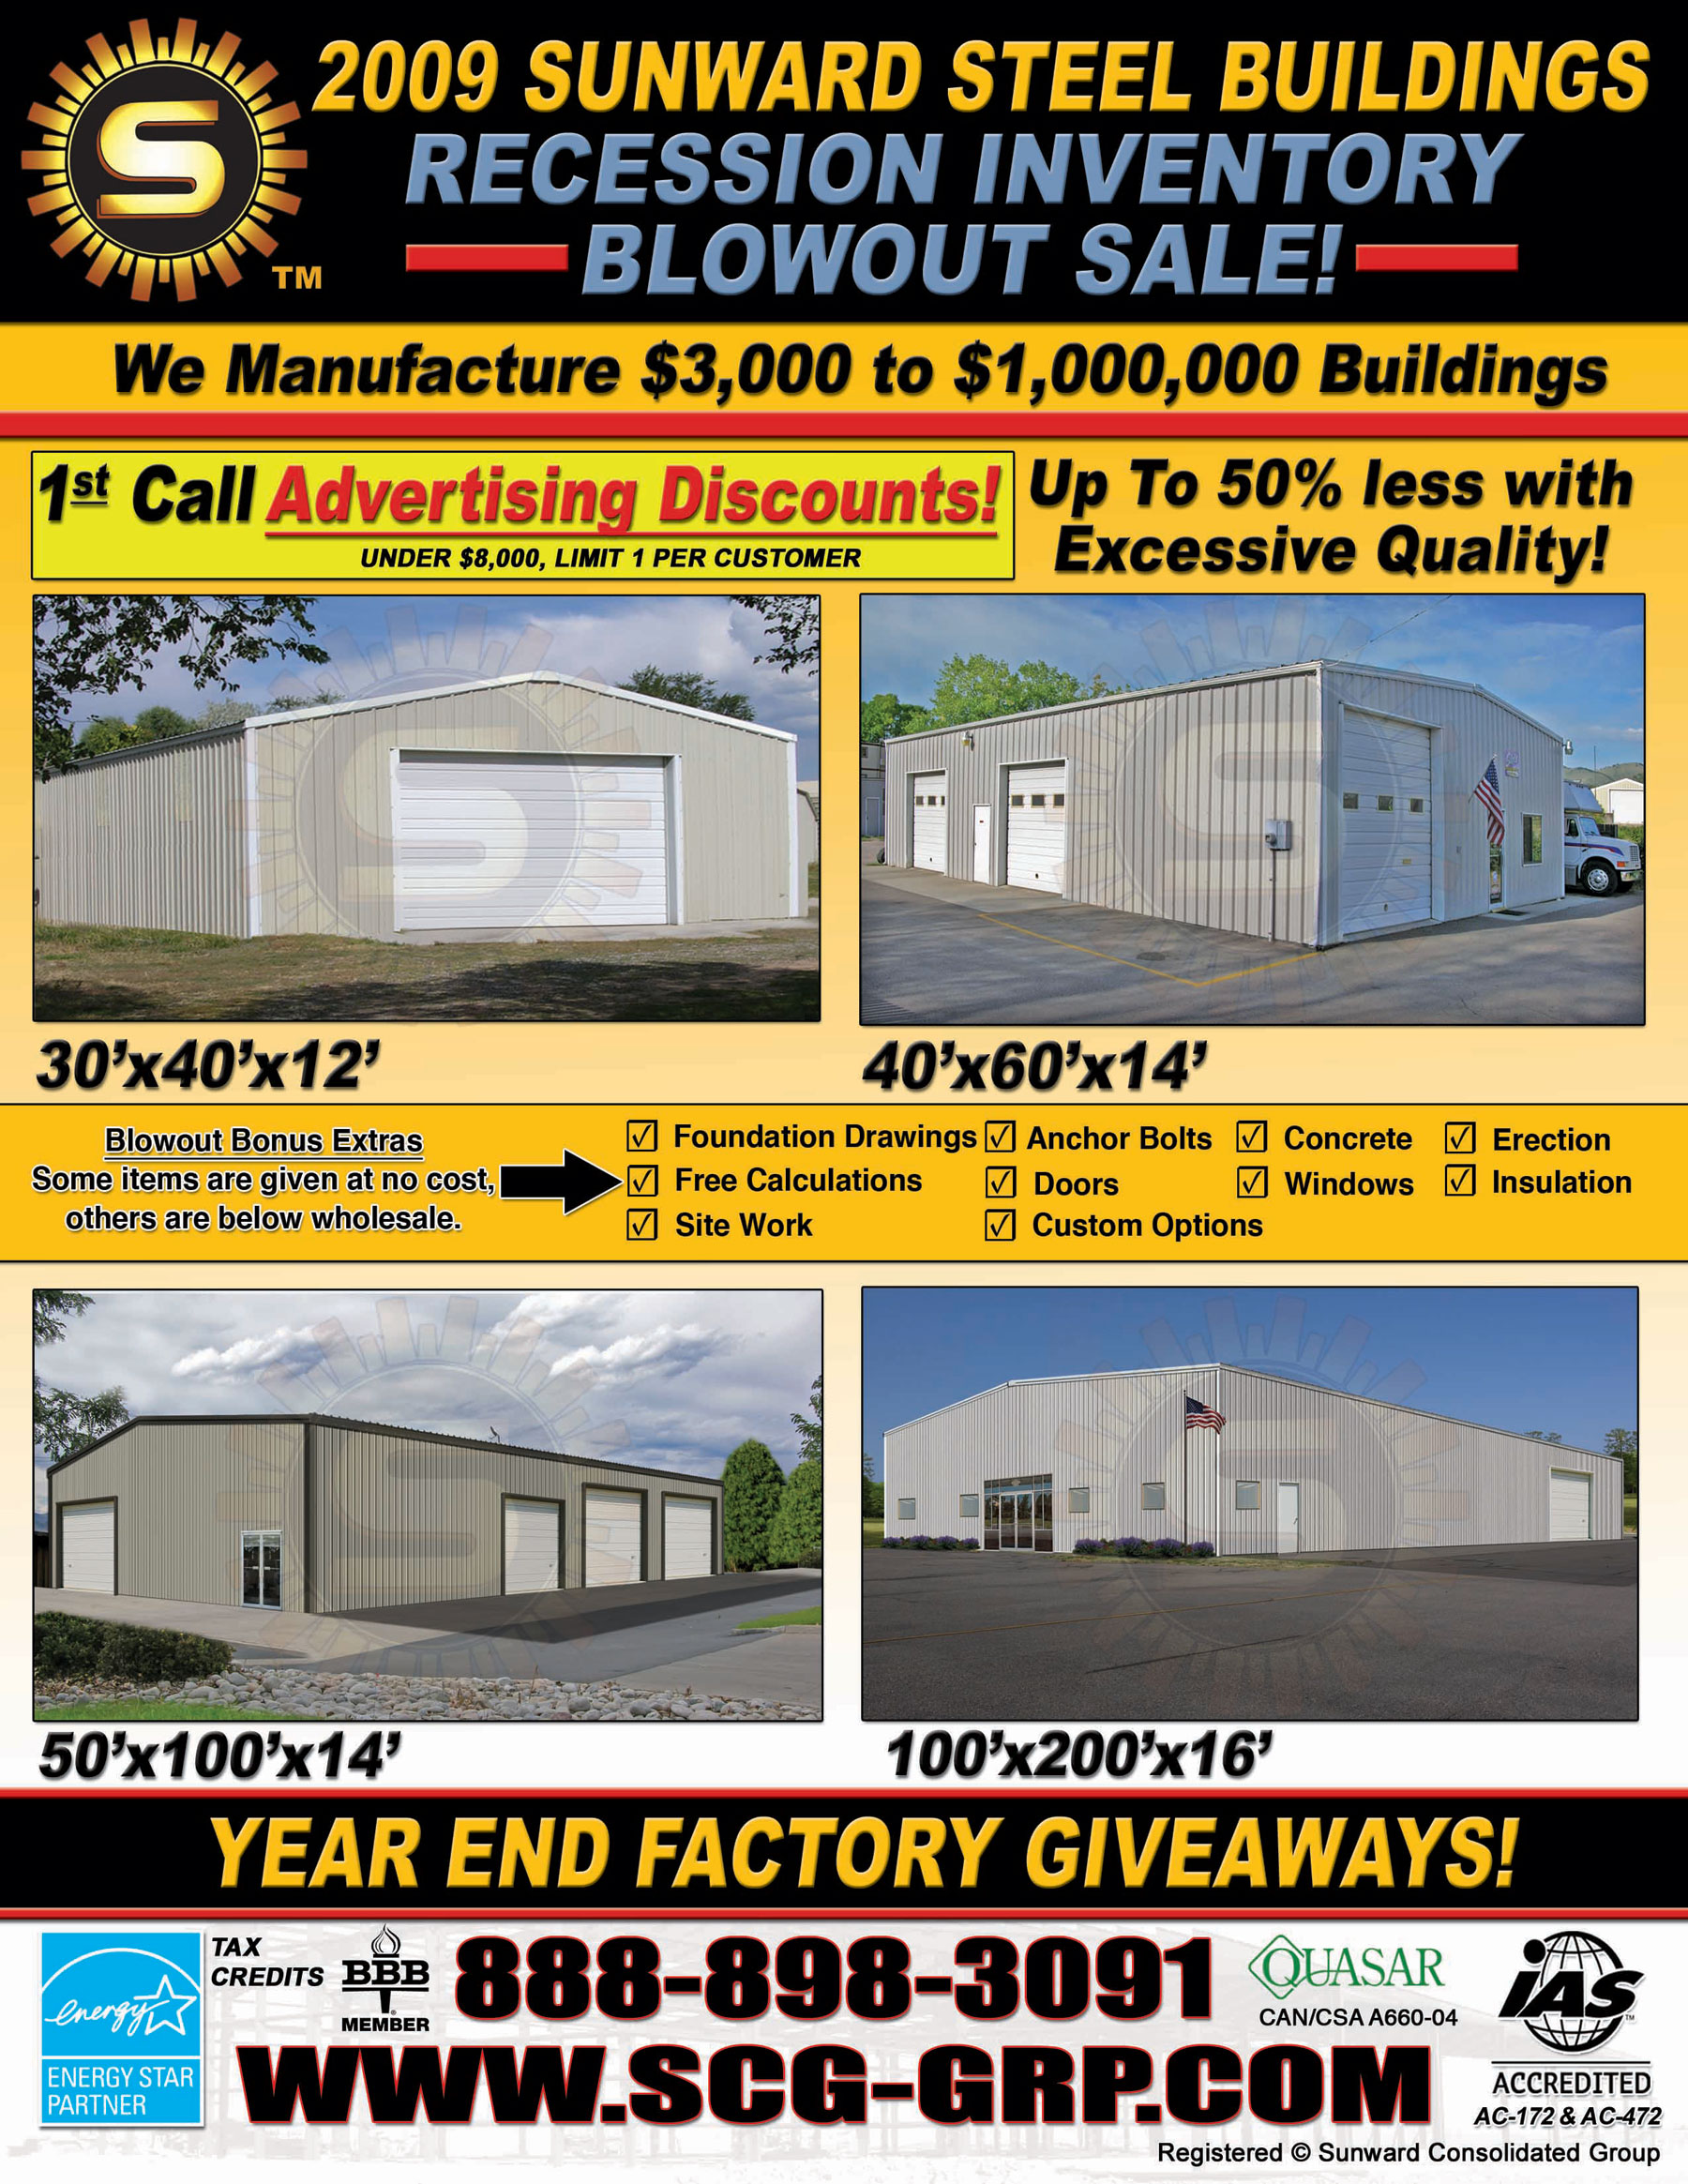 S
TM
2009 SUNWARD STEEL BUILDINGS
RECESSION INVENTORY
BLOWOUT SALE!
We Manufacture $3,000 to $1,000,000 Buildings
1st Call Advertising Discounts!
UNDER $8,000, LIMIT 1 PER CUSTOMER
Up To 50% less with
Excessive Quality!
30'x40'x12'
40'x60'x14'
Blowout Bonus Extras
Some items are given at no cost,
others are below wholesale.
Foundation Drawings
Anchor Bolts
Concrete
Erection
Free Calculations
Doors
Windows
Insulation
Site Work
Custom Options
50'x100'x14'
100'x200'x16'
YEAR END FACTORY GIVEAWAYS!
energy
ENERGY STAR
PARTNER
TAX
CREDITS
BBB
MEMBER
888-898-3091
QUASAR
CAN/CSA A660-04
IAS
TM
ACCREDITED
AC-172 & AC-472
WWW.SCG-GRP.COM
Registered © Sunward Consolidated Group